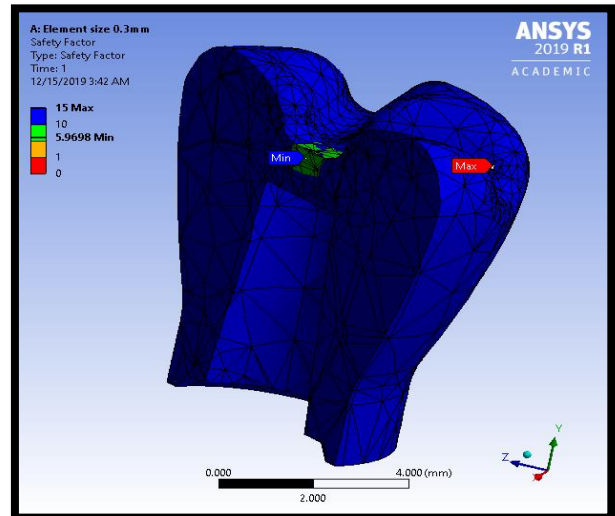 A: Element size 0.3mm
Safety Factor
Type: Safety Factor
Time: 1
12/15/2019 3:42 AM
15 Max
10
5.9698 Min
1
0
ANSYS
2019 R1
ACADEMIC
Min
Max
0.000
4.000 (mm)
2.000
Y
Z